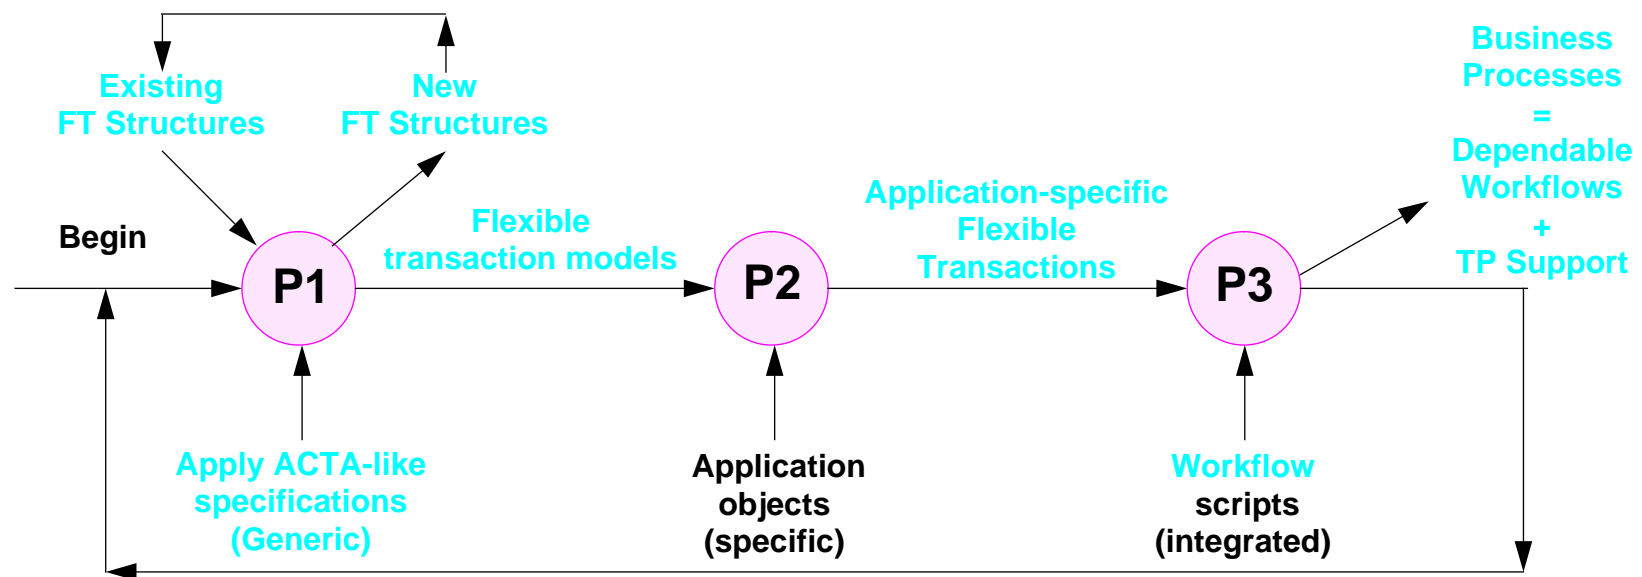 Existing
FT Structures
New
FT Structures
Business
Processes
=
Dependable
Workflows
+
TP Support
Begin
Flexible
transaction models
Application-specific
Flexible
Transactions
P1
P2
P3
Apply ACTA-like
specifications
(Generic)
Application
objects
(specific)
Workflow
scripts
(integrated)